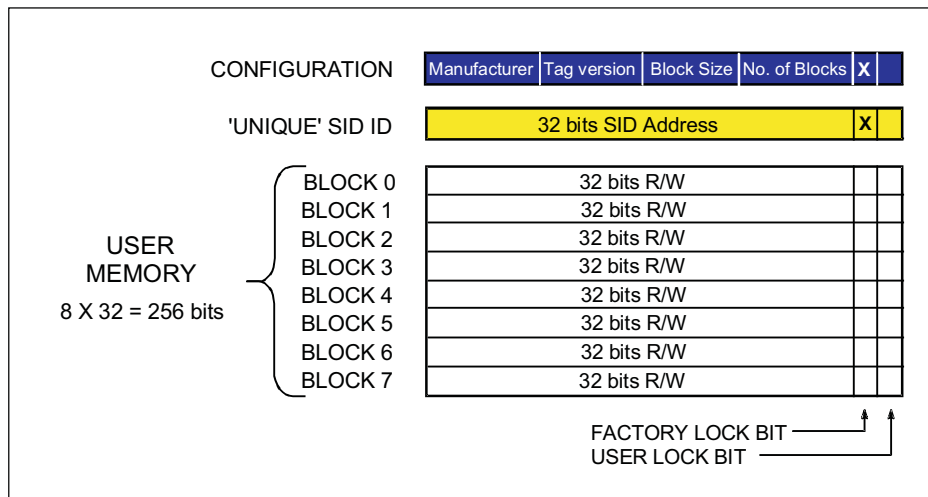 CONFIGURATION Manufacturer Tag version Block Size No. of Blocks X
'UNIQUE' SID ID 32 bits SID Address X
BLOCK 0 32 bits R/W
BLOCK 1 32 bits R/W
BLOCK 2 32 bits R/W
BLOCK 3 32 bits R/W
BLOCK 4 32 bits R/W
BLOCK 5 32 bits R/W
BLOCK 6 32 bits R/W
BLOCK 7 32 bits R/W
USER
MEMORY
8 X 32 = 256 bits
FACTORY LOCK BIT
USER LOCK BIT